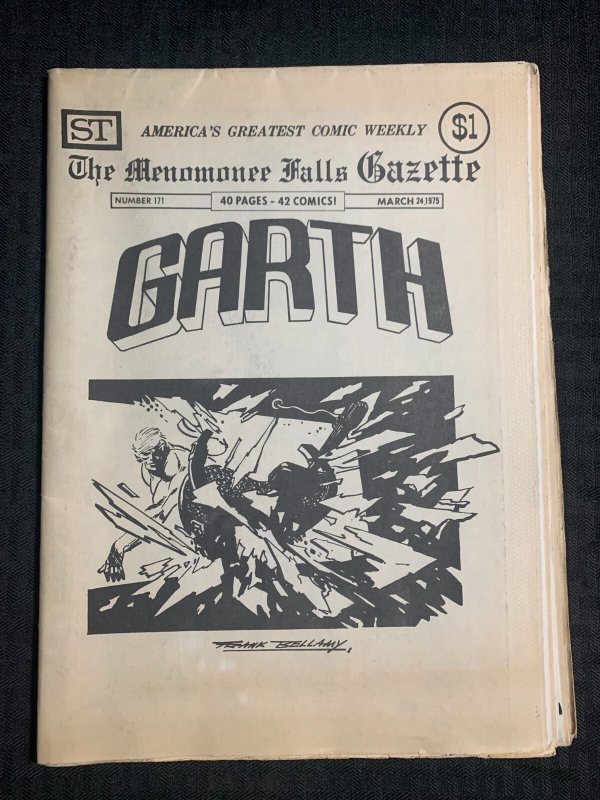 ST
AMERICA'S GREATEST COMIC WEEKLY
$1
The Menomonee Falls Gazette
NUMBER 171
40 PAGES - 42 COMICS!
MARCH 24, 1975
GARTH
FRANK BELLAMY.